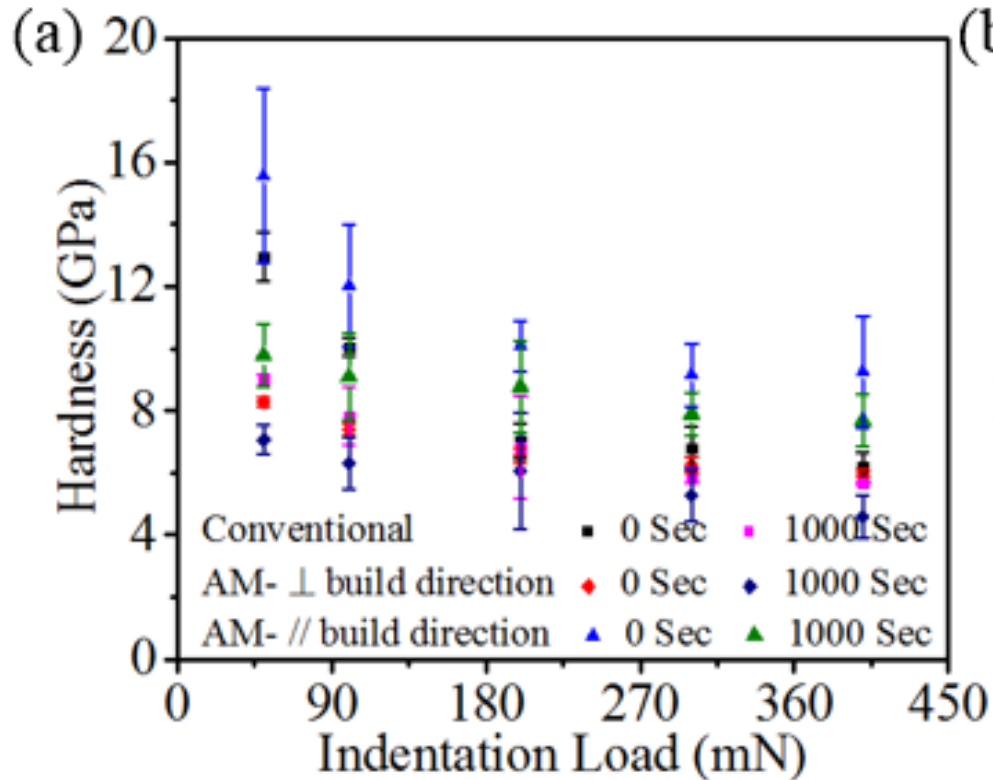 (a)
(b
20
16
12
8
4
0
Hardness (GPa)
Conventional 0 Sec 1000 Sec
AM- ⊥ build direction 0 Sec 1000 Sec
AM- // build direction 0 Sec 1000 Sec
0 90 180 270 360 450
Indentation Load (mN)